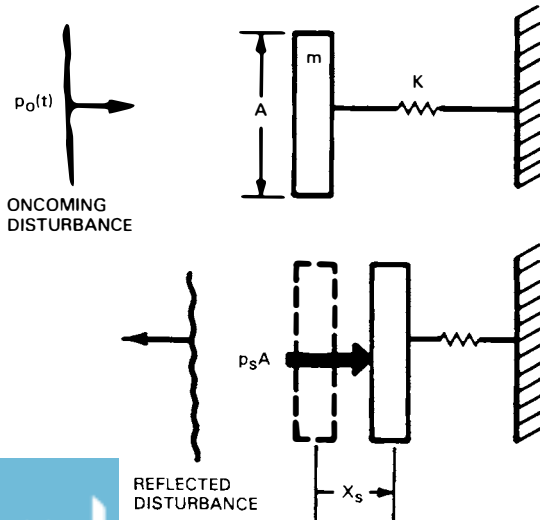 m
K
p₀(t)
A
ONCOMING
DISTURBANCE
pₛA
REFLECTED
DISTURBANCE
Xₛ